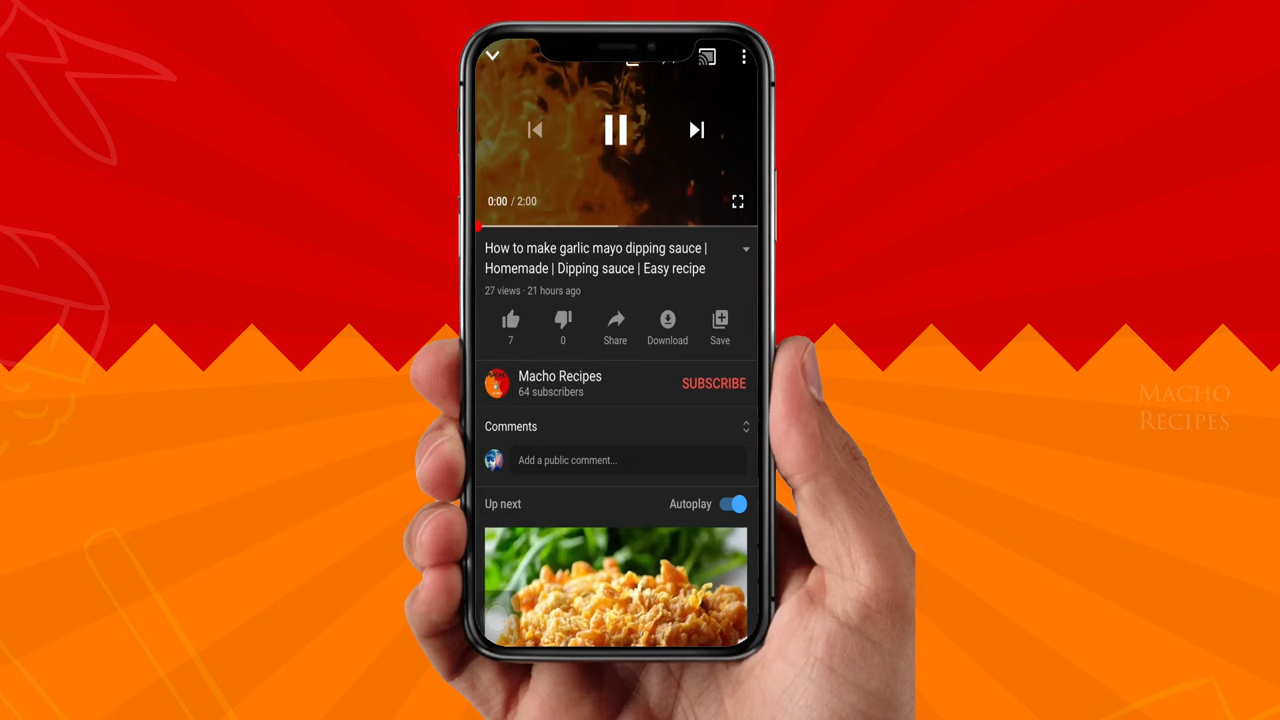 0:00 / 2:00
How to make garlic mayo dipping sauce |
Homemade | Dipping sauce | Easy recipe
27 views · 21 hours ago
7
0
Share
Download
Save
Macho Recipes
64 subscribers
SUBSCRIBE
Comments
Add a public comment...
Up next
Autoplay
Macho
Recipes